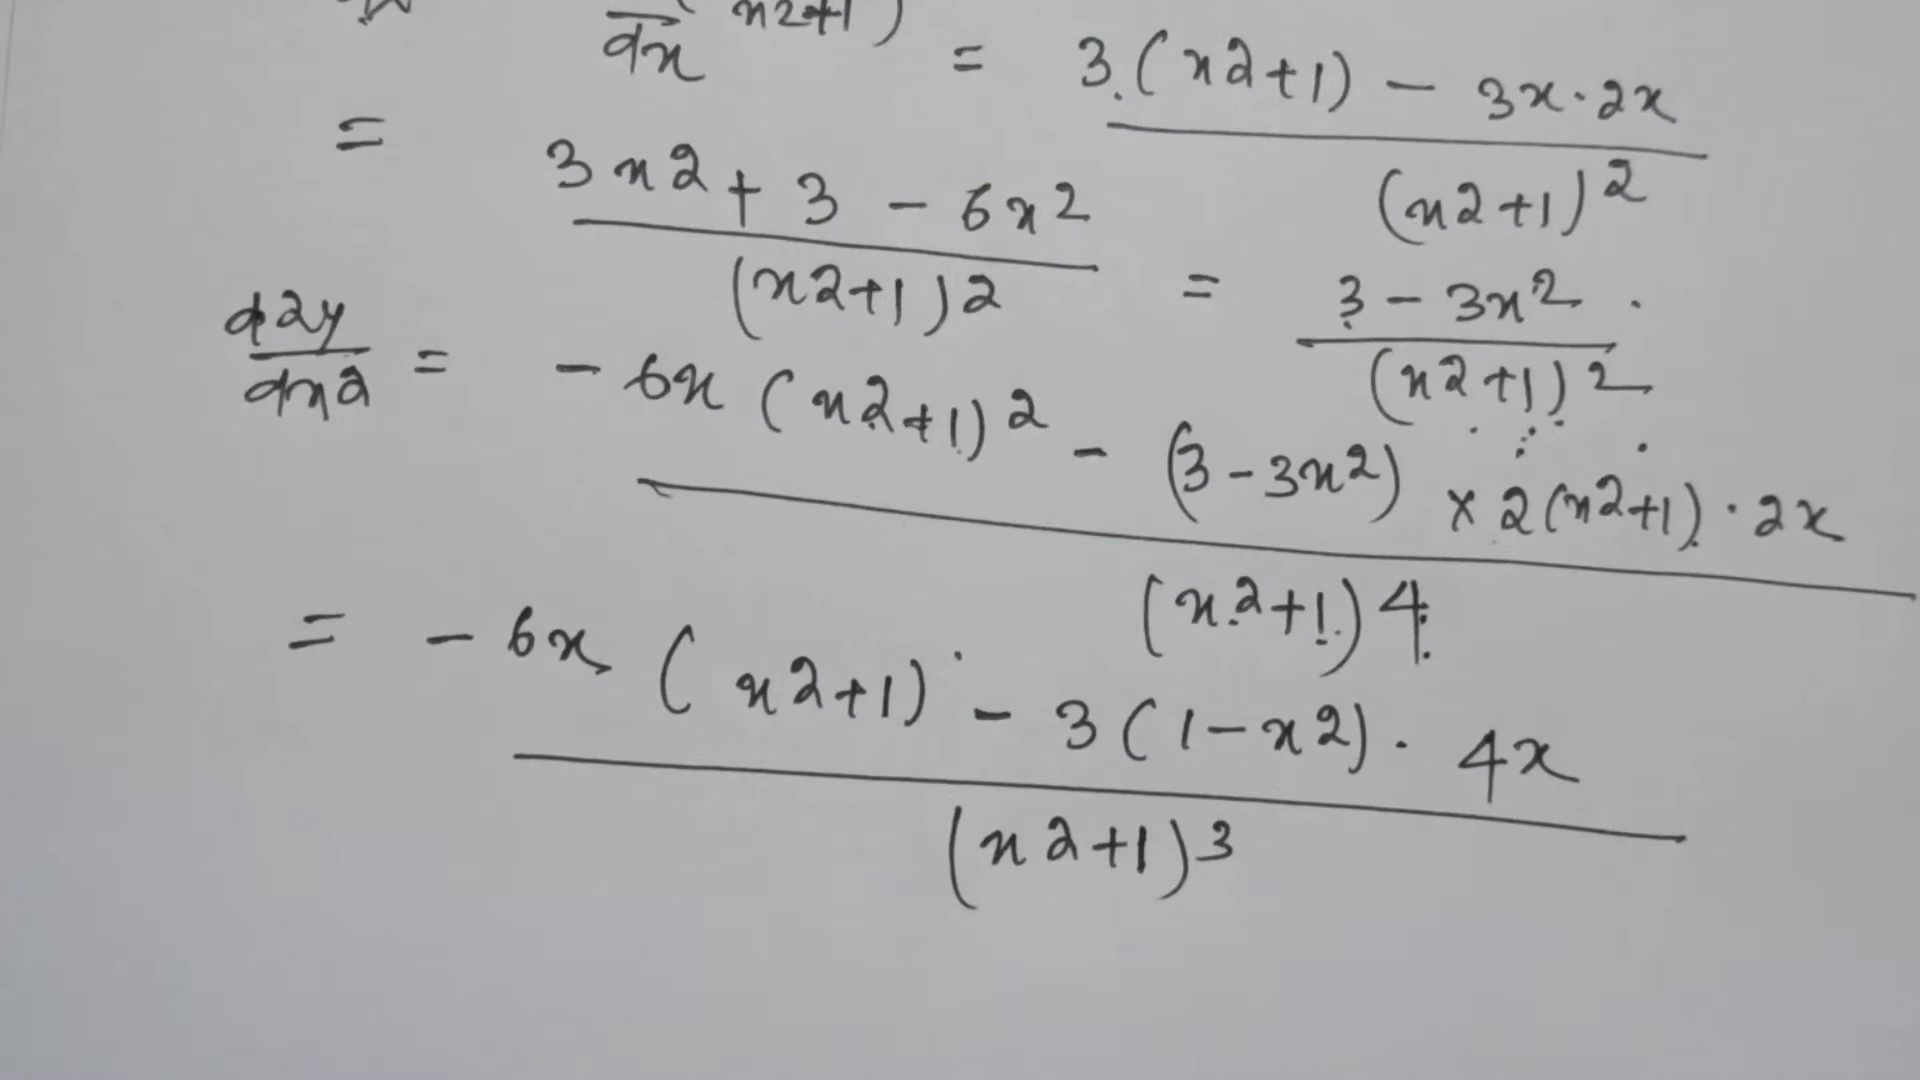 dx x2+1) = 3.(x2+1) - 3x.2x
(x2+1)2
= 3x2 + 3 - 6x2
(x2+1)2
= 3 - 3x2
(x2+1)2
d2y
dx2
= - 6x (x2+1)2 - (3-3x2) × 2(x2+1).2x
(x2+1)4
= - 6x (x2+1) - 3(1-x2). 4x
(x2+1)3